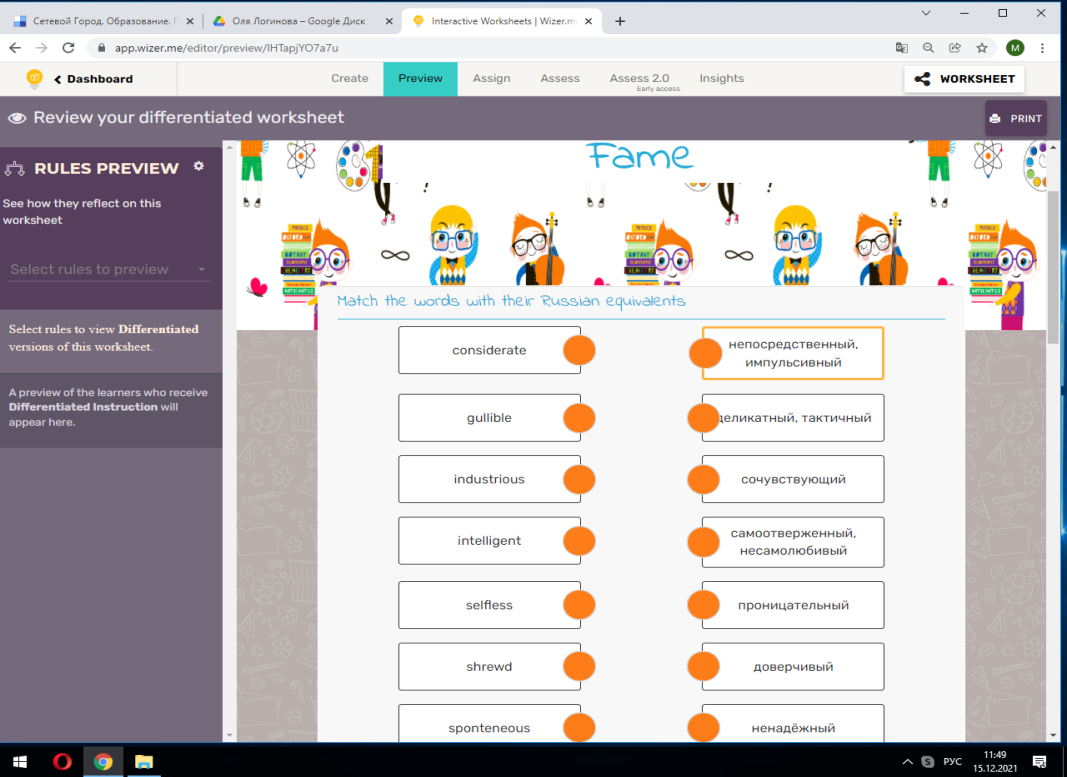 Сетевой Город. Образование. П
Оля Логинова – Google Диск
Interactive Worksheets | Wizer.me
app.wizer.me/editor/preview/IHTapjYO7a7u
M
Dashboard
Create
Preview
Assign
Assess
Assess 2.0
Early access
Insights
WORKSHEET
Review your differentiated worksheet
PRINT
RULES PREVIEW
See how they reflect on this
worksheet
Select rules to preview
Select rules to view Differentiated
versions of this worksheet.
A preview of the learners who receive
Differentiated Instruction will
appear here.
Fame
Match the words with their Russian equivalents
considerate
непосредственный,
импульсивный
gullible
деликатный, тактичный
industrious
сочувствующий
intelligent
самоотверженный,
несамолюбивый
selfless
проницательный
shrewd
доверчивый
sponteneous
ненадёжный
РУС
11:49
15.12.2021